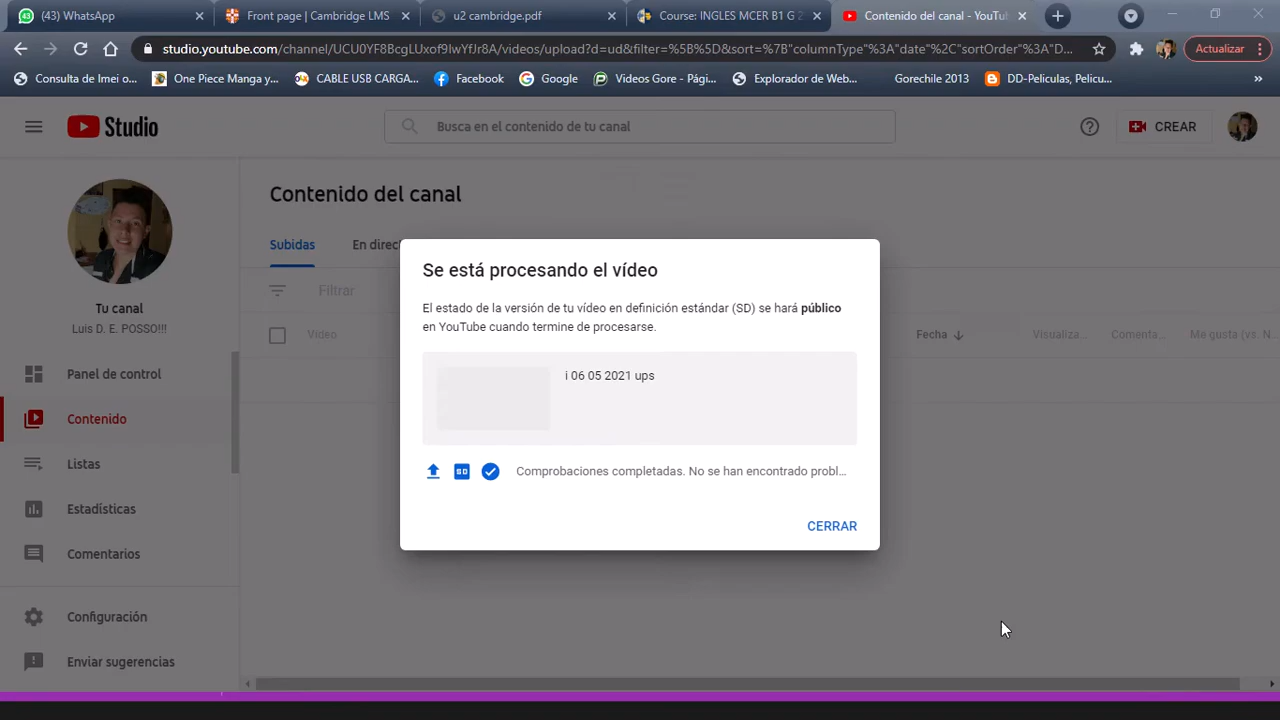 (43) WhatsApp
Front page | Cambridge LMS
u2 cambridge.pdf
Course: INGLES MCER B1 G 2
Contenido del canal - YouTu
studio.youtube.com/channel/UCU0YF8BcgLUxof9IwYfJr8A/videos/upload?d=ud&filter=%5B%5D&sort=%7B"columnType"%3A"date"%2C"sortOrder"%3A"D...
Actualizar
Consulta de Imei o...
One Piece Manga y...
CABLE USB CARGA...
Facebook
Google
Videos Gore - Pági...
Explorador de Web...
Gorechile 2013
DD-Peliculas, Pelicu...
»
Studio
Busca en el contenido de tu canal
CREAR
Contenido del canal
Subidas
En direc
Filtrar
Vídeo
Fecha
Visualiza...
Comenta...
Me gusta (vs. N...
Tu canal
Luis D. E. POSSO!!!
Panel de control
Contenido
Listas
Estadísticas
Comentarios
Configuración
Enviar sugerencias
Se está procesando el vídeo
El estado de la versión de tu vídeo en definición estándar (SD) se hará público
en YouTube cuando termine de procesarse.
i 06 05 2021 ups
SD
Comprobaciones completadas. No se han encontrado probl...
CERRAR